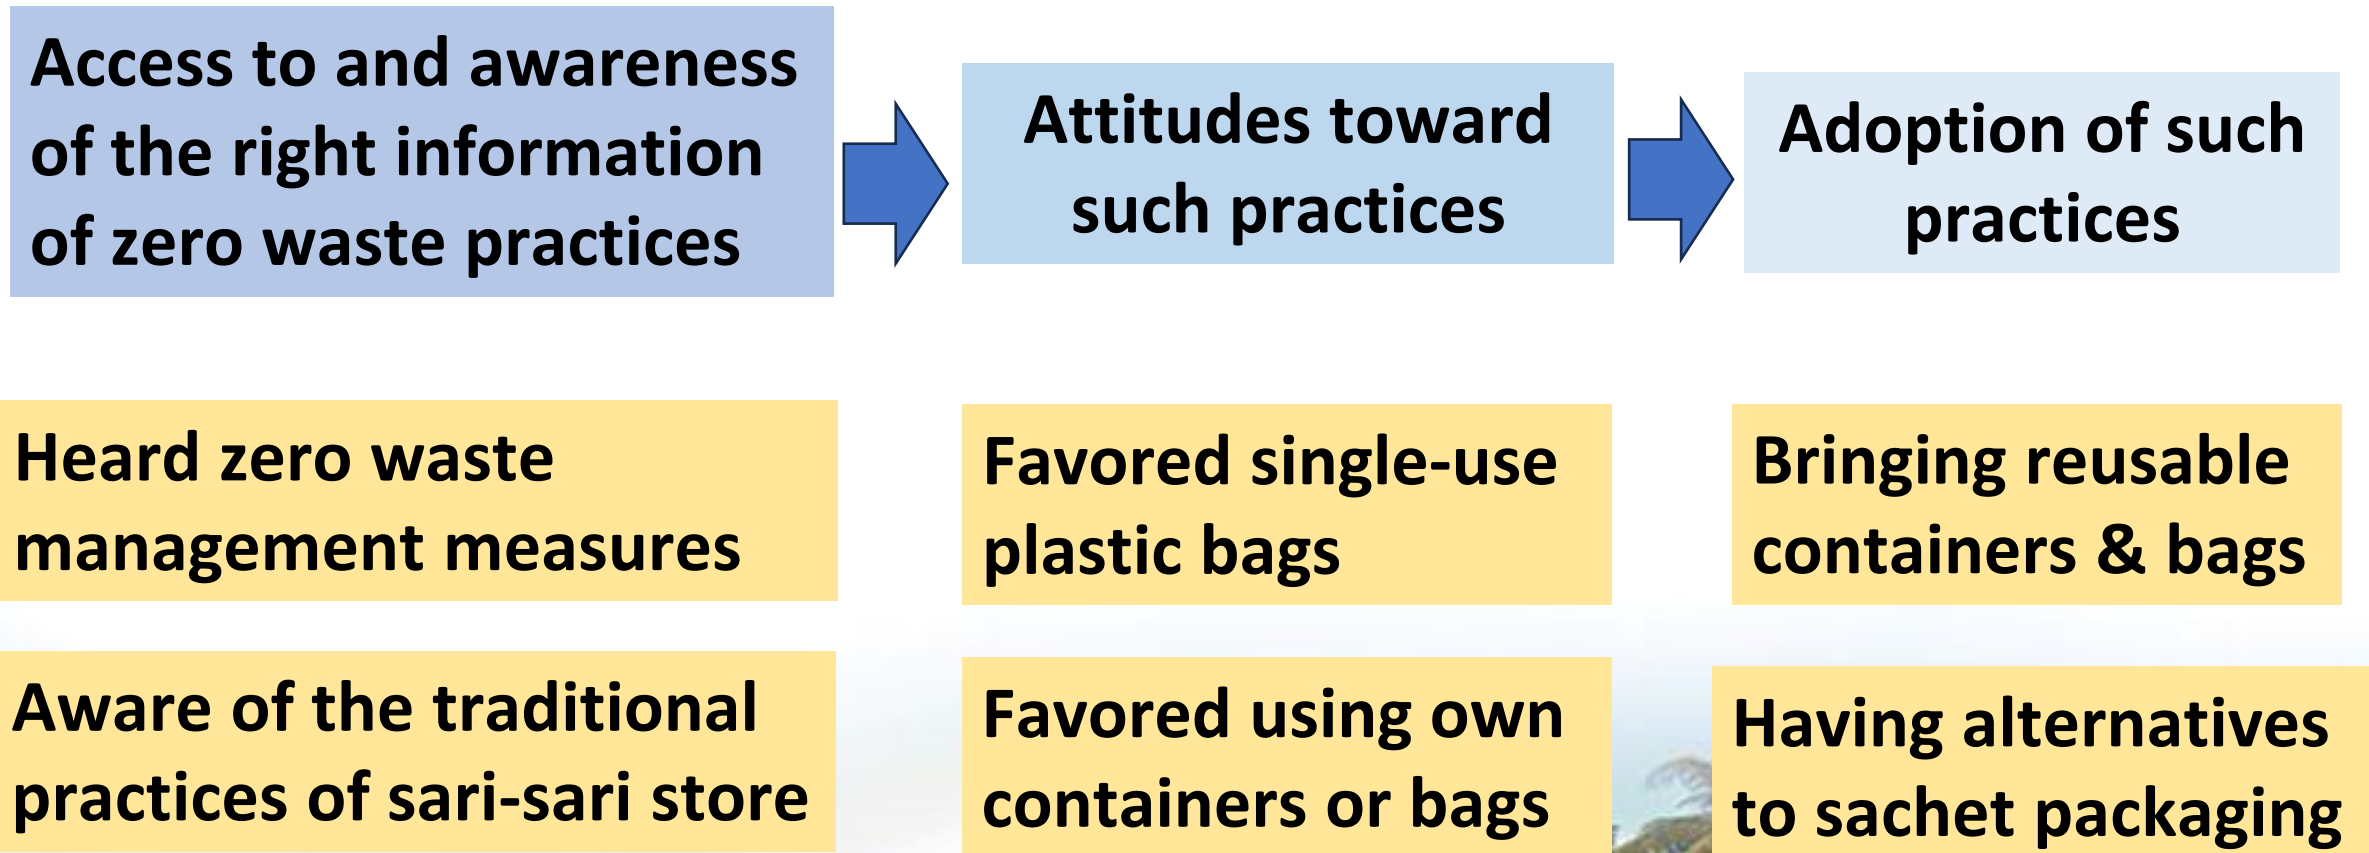 Access to and awareness
of the right information
of zero waste practices
Attitudes toward
such practices
Adoption of such
practices
Heard zero waste
management measures
Favored single-use
plastic bags
Bringing reusable
containers & bags
Aware of the traditional
practices of sari-sari store
Favored using own
containers or bags
Having alternatives
to sachet packaging